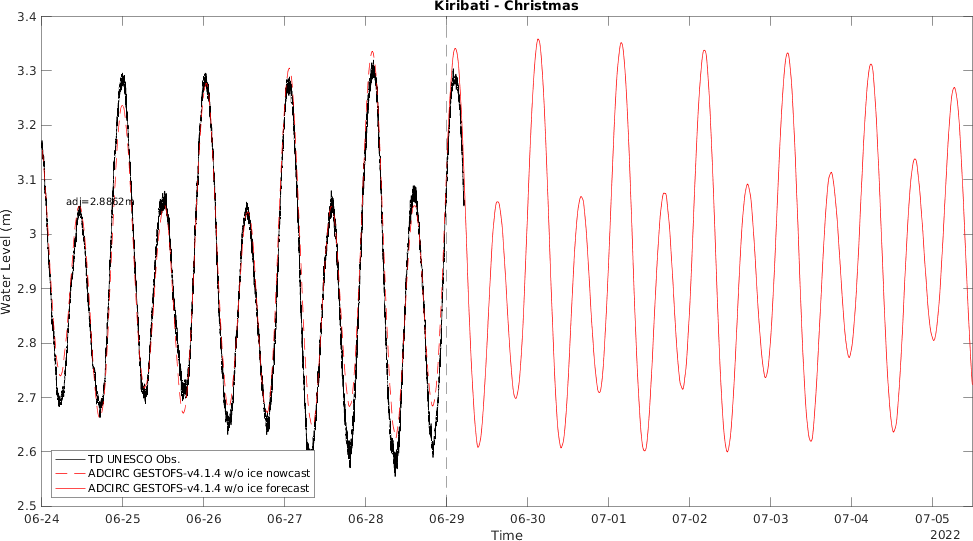 Kiribati - Christmas
3.4
3.3
3.2
3.1
3
2.9
2.8
2.7
2.6
2.5
Water Level (m)
adj=2.8862m
TD UNESCO Obs.
ADCIRC GESTOFS-v4.1.4 w/o ice nowcast
ADCIRC GESTOFS-v4.1.4 w/o ice forecast
06-24 06-25 06-26 06-27 06-28 06-29 06-30 07-01 07-02 07-03 07-04 07-05
Time
2022